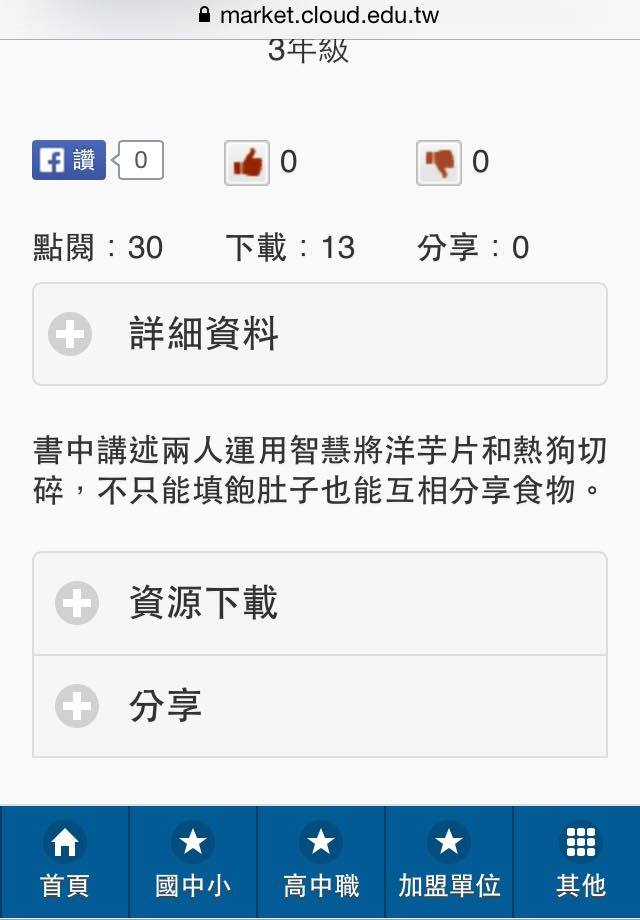 market.cloud.edu.tw
3年級
讚 0 0 0
點閱：30 下載：13 分享：0
詳細資料
書中講述兩人運用智慧將洋芋片和熱狗切
碎，不只能填飽肚子也能互相分享食物。
資源下載
分享
首頁 國中小 高中職 加盟單位 其他